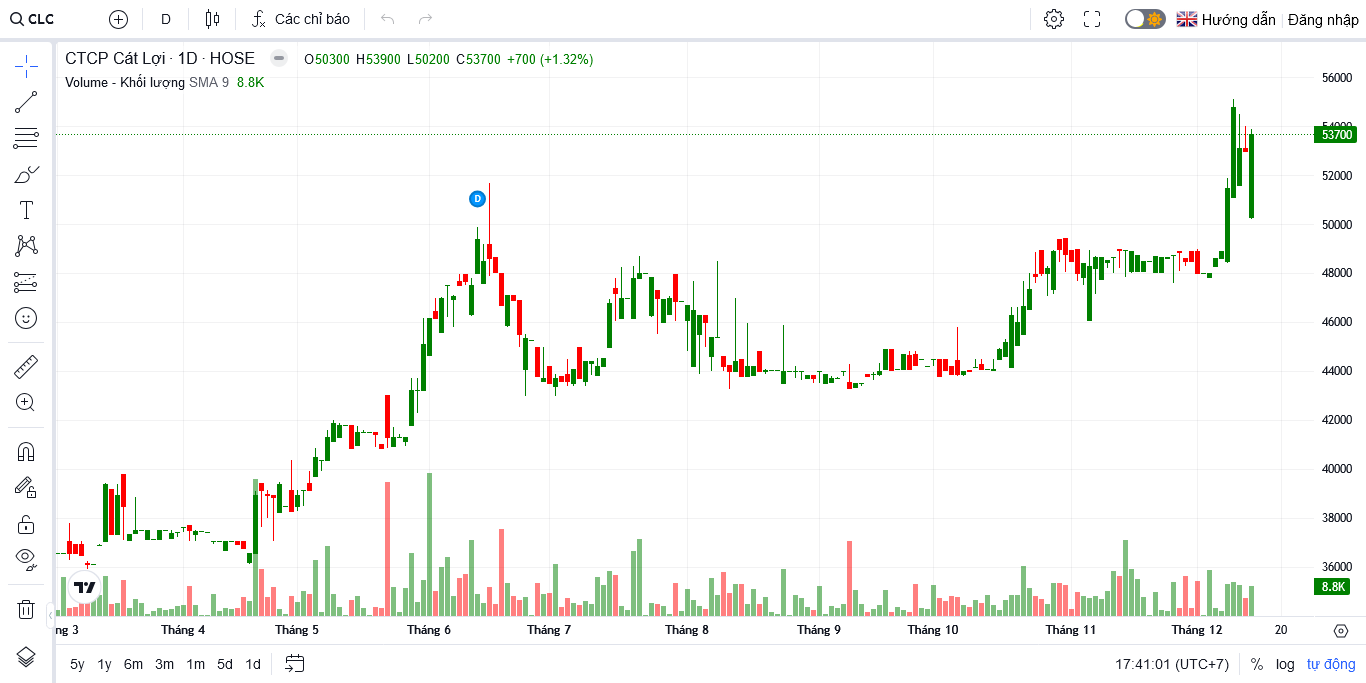 CLC D Các chỉ báo Hướng dẫn Đăng nhập
CTCP Cát Lợi · 1D · HOSE O50300 H53900 L50200 C53700 +700 (+1.32%)
Volume - Khối lượng SMA 9 8.8K
56000
54000
53700
52000
D
50000
48000
46000
44000
42000
40000
38000
36000
8.8K
ng 3 Tháng 4 Tháng 5 Tháng 6 Tháng 7 Tháng 8 Tháng 9 Tháng 10 Tháng 11 Tháng 12 20
5y 1y 6m 3m 1m 5d 1d 17:41:01 (UTC+7) % log tự động